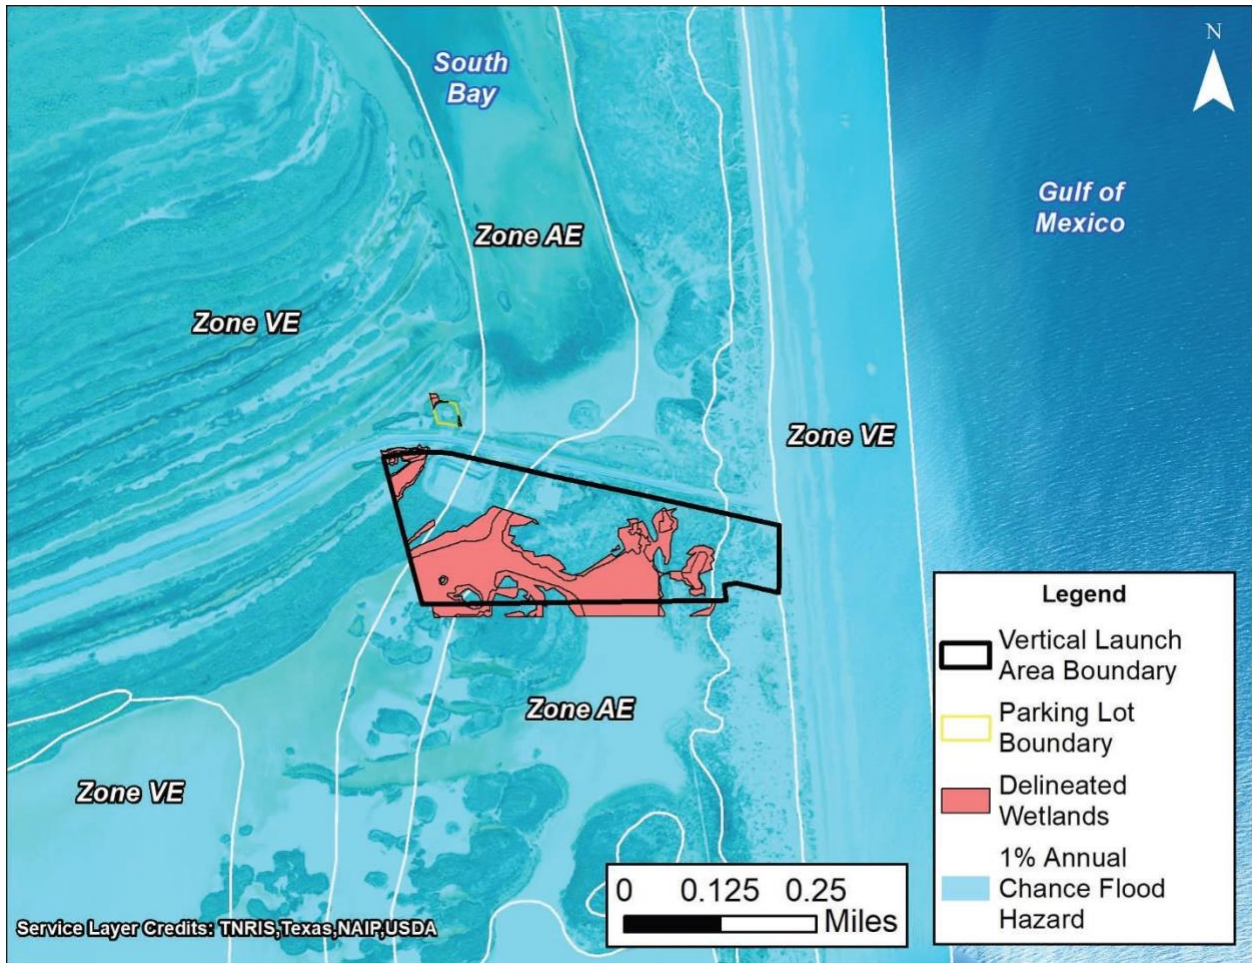 N
South
Bay
Gulf of
Mexico
Zone AE
Zone VE
Zone VE
Zone AE
Zone VE
Legend
Vertical Launch
Area Boundary
Parking Lot
Boundary
Delineated
Wetlands
1% Annual
Chance Flood
Hazard
0 0.125 0.25
Miles
Service Layer Credits: TNRIS,Texas,NAIP,USDA